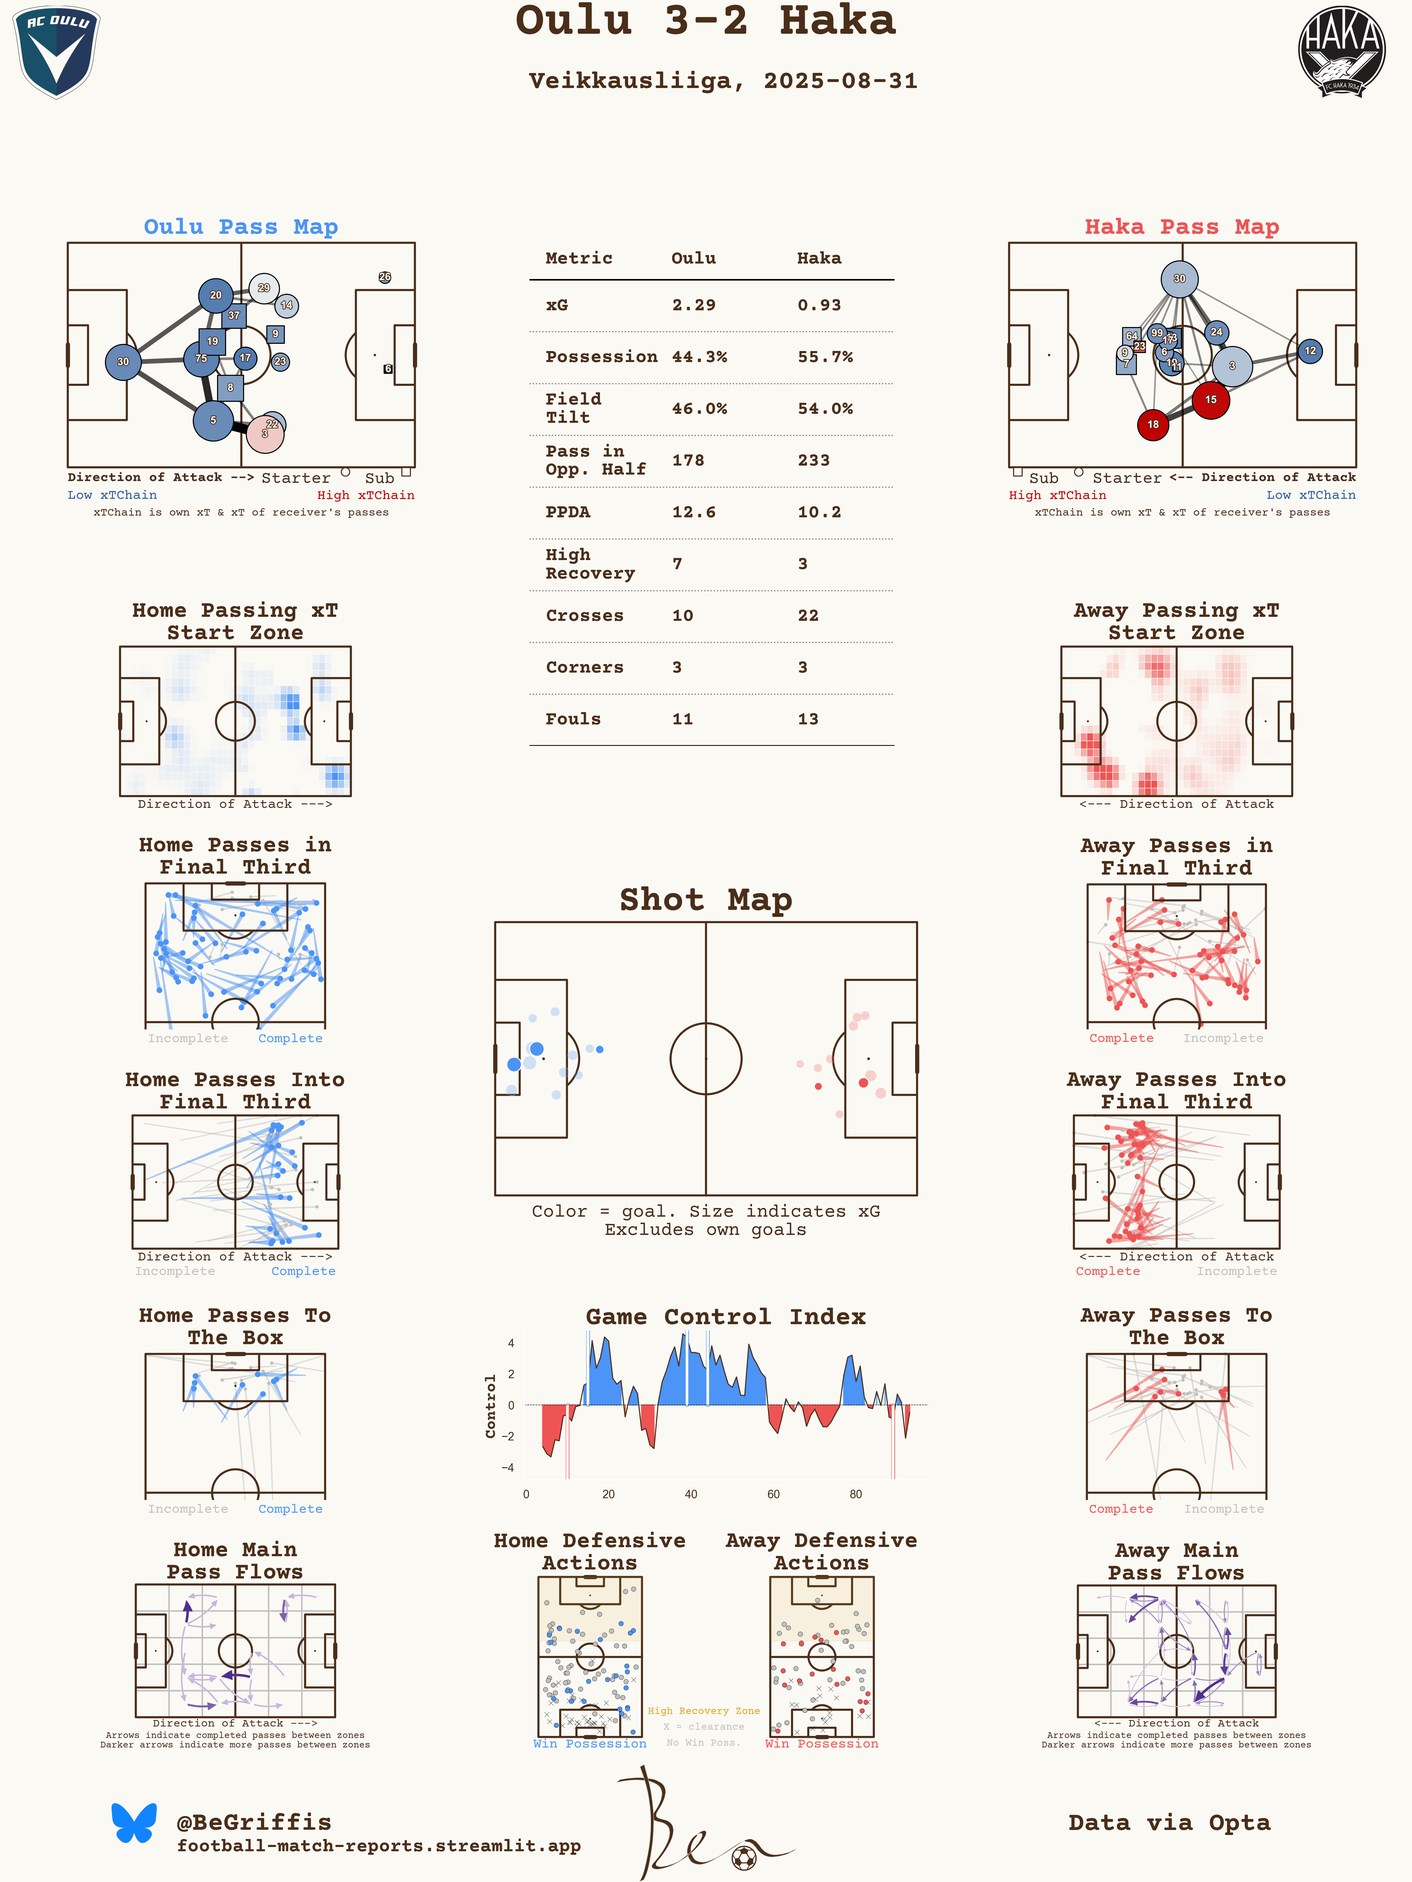 Oulu 3-2 Haka
Veikkausliiga, 2025-08-31
AC OULU
HAKA
FC HAKA 1934
Oulu Pass Map
30
20
29
14
37
19
75
17
9
23
8
5
22
3
26
6
Direction of Attack --> Starter Sub
Low xTChain High xTChain
xTChain is own xT & xT of receiver's passes
Metric Oulu Haka
xG 2.29 0.93
Possession 44.3% 55.7%
Field
Tilt 46.0% 54.0%
Pass in
Opp. Half 178 233
PPDA 12.6 10.2
High
Recovery 7 3
Crosses 10 22
Corners 3 3
Fouls 11 13
Haka Pass Map
30
64
23
99
17
24
12
9
7
6
3
15
18
Sub Starter <-- Direction of Attack
High xTChain Low xTChain
xTChain is own xT & xT of receiver's passes
Home Passing xT
Start Zone
Direction of Attack --->
Away Passing xT
Start Zone
<--- Direction of Attack
Home Passes in
Final Third
Incomplete Complete
Shot Map
Color = goal. Size indicates xG
Excludes own goals
Away Passes in
Final Third
Complete Incomplete
Home Passes Into
Final Third
Direction of Attack --->
Incomplete Complete
Away Passes Into
Final Third
<--- Direction of Attack
Complete Incomplete
Home Passes To
The Box
Incomplete Complete
Game Control Index
Control
4
2
0
−2
−4
0 20 40 60 80
Away Passes To
The Box
Complete Incomplete
Home Main
Pass Flows
Direction of Attack --->
Arrows indicate completed passes between zones
Darker arrows indicate more passes between zones
Home Defensive
Actions
Win Possession
High Recovery Zone
X = clearance
No Win Poss.
Away Defensive
Actions
Win Possession
Away Main
Pass Flows
<--- Direction of Attack
Arrows indicate completed passes between zones
Darker arrows indicate more passes between zones
@BeGriffis
football-match-reports.streamlit.app
Ben
Data via Opta